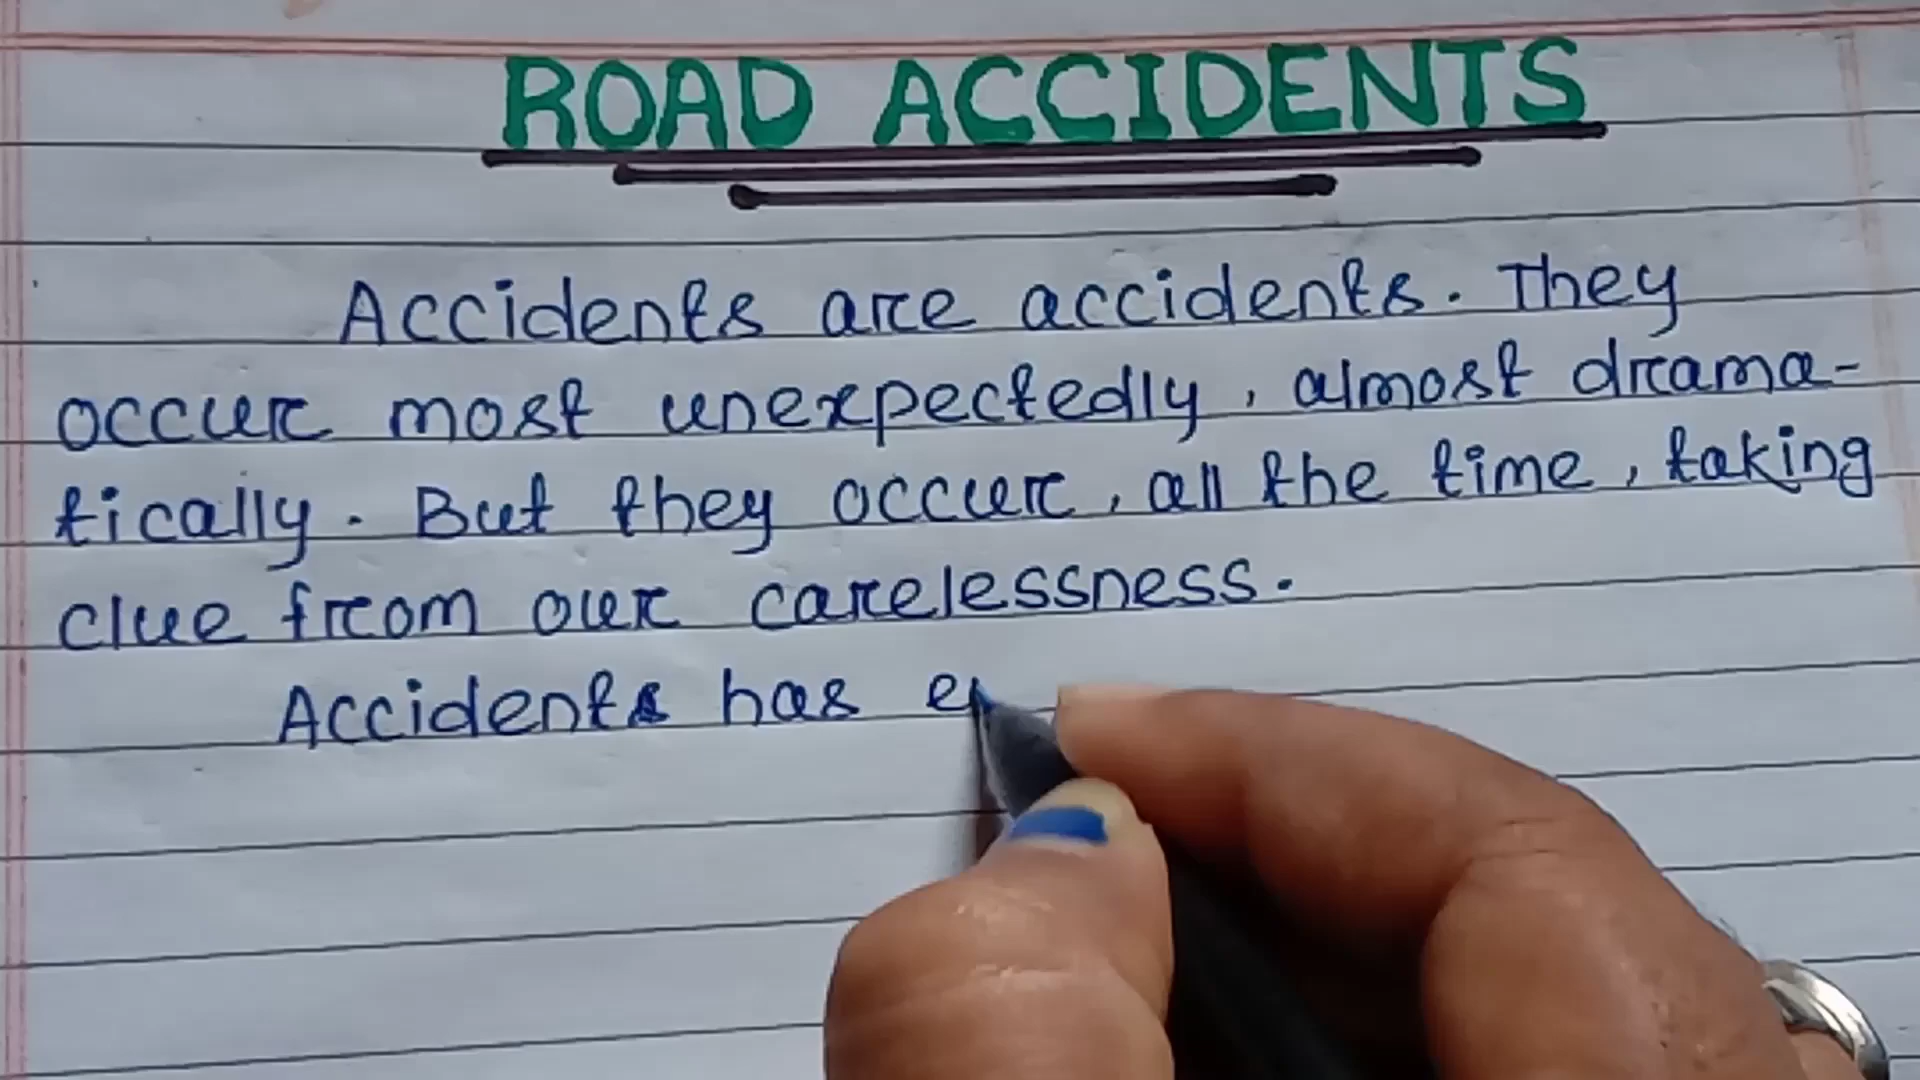 ROAD ACCIDENTS
Accidents are accidents. They
occur most unexpectedly, almost drama-
tically. But they occur, all the time, taking
clue from our carelessness.
Accidents has